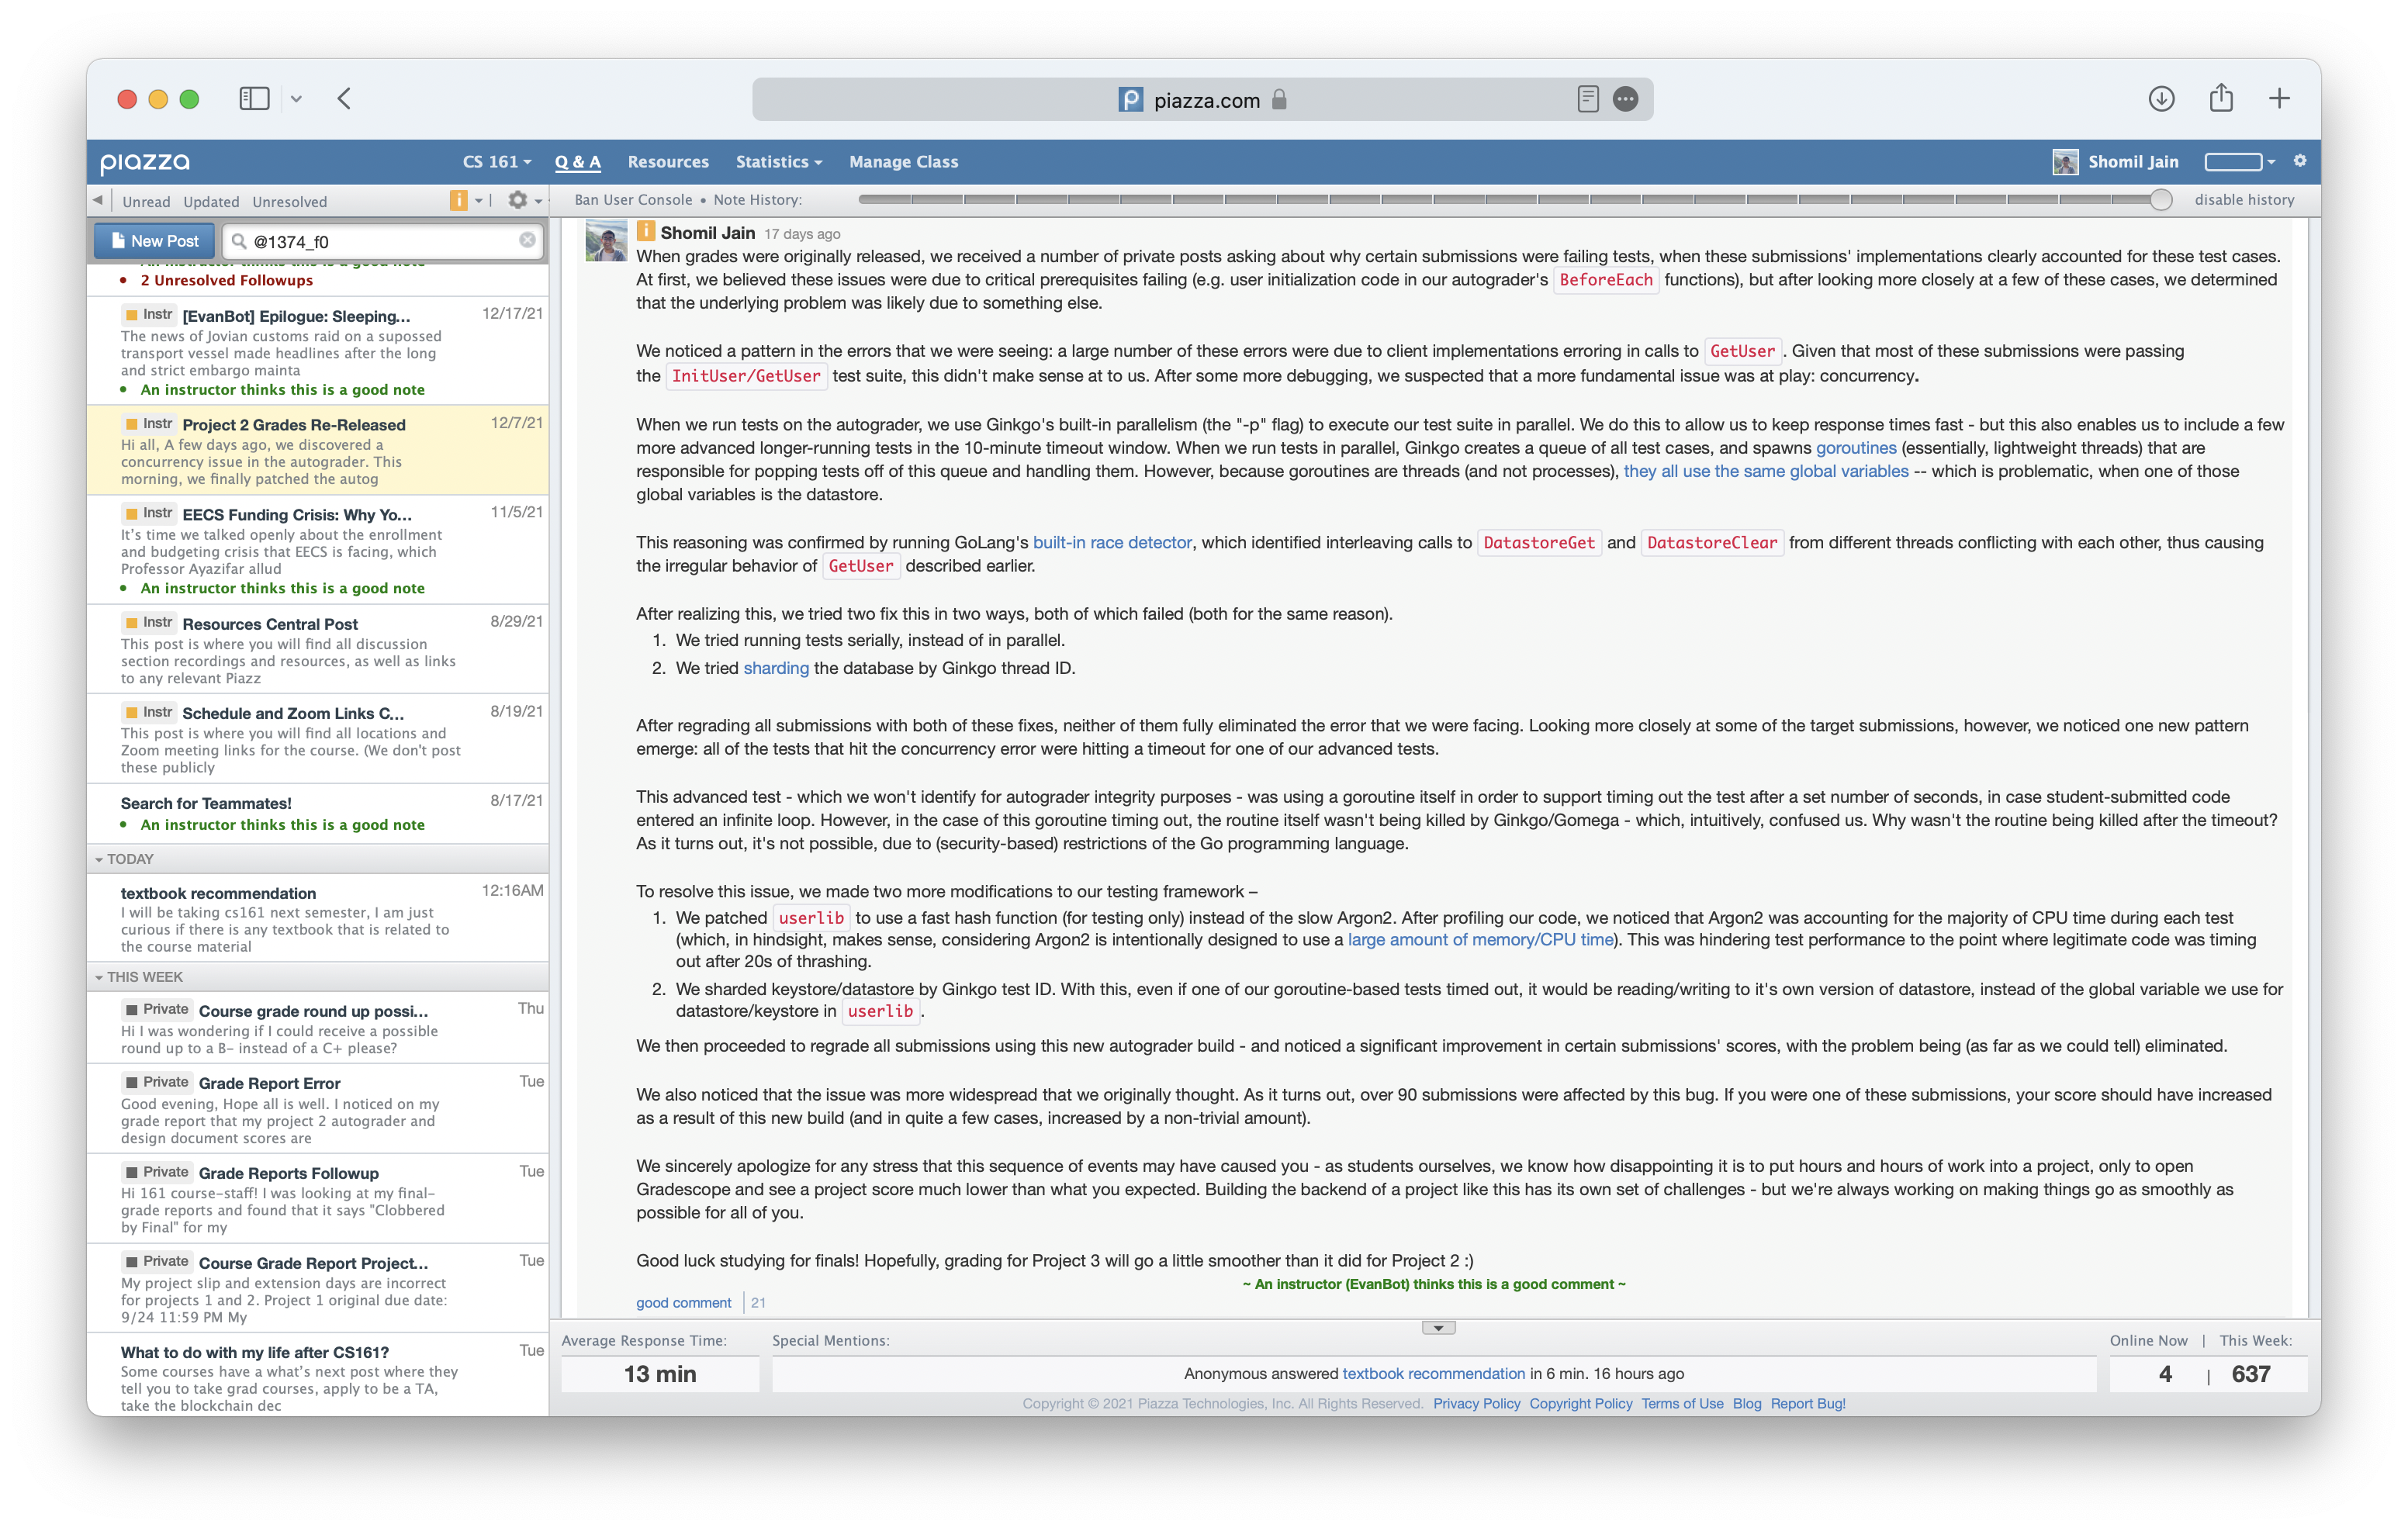 piazza.com
piazza
CS 161
Q & A
Resources
Statistics
Manage Class
Shomil Jain
Unread Updated Unresolved
Ban User Console • Note History:
disable history
New Post
@1374_f0
An instructor thinks this is a good note
• 2 Unresolved Followups
Instr [EvanBot] Epilogue: Sleeping... 12/17/21
The news of Jovian customs raid on a supossed
transport vessel made headlines after the long
and strict embargo mainta
• An instructor thinks this is a good note
Instr Project 2 Grades Re-Released 12/7/21
Hi all, A few days ago, we discovered a
concurrency issue in the autograder. This
morning, we finally patched the autog
Instr EECS Funding Crisis: Why Yo... 11/5/21
It's time we talked openly about the enrollment
and budgeting crisis that EECS is facing, which
Professor Ayazifar allud
• An instructor thinks this is a good note
Instr Resources Central Post 8/29/21
This post is where you will find all discussion
section recordings and resources, as well as links
to any relevant Piazz
Instr Schedule and Zoom Links C... 8/19/21
This post is where you will find all locations and
Zoom meeting links for the course. (We don't post
these publicly
Search for Teammates! 8/17/21
• An instructor thinks this is a good note
TODAY
textbook recommendation 12:16AM
I will be taking cs161 next semester, I am just
curious if there is any textbook that is related to
the course material
THIS WEEK
Private Course grade round up possi... Thu
Hi I was wondering if I could receive a possible
round up to a B- instead of a C+ please?
Private Grade Report Error Tue
Good evening, Hope all is well. I noticed on my
grade report that my project 2 autograder and
design document scores are
Private Grade Reports Followup Tue
Hi 161 course-staff! I was looking at my final-
grade reports and found that it says "Clobbered
by Final" for my
Private Course Grade Report Project... Tue
My project slip and extension days are incorrect
for projects 1 and 2. Project 1 original due date:
9/24 11:59 PM My
What to do with my life after CS161? Tue
Some courses have a what's next post where they
tell you to take grad courses, apply to be a TA,
take the blockchain dec
Shomil Jain 17 days ago
When grades were originally released, we received a number of private posts asking about why certain submissions were failing tests, when these submissions' implementations clearly accounted for these test cases.
At first, we believed these issues were due to critical prerequisites failing (e.g. user initialization code in our autograder's BeforeEach functions), but after looking more closely at a few of these cases, we determined
that the underlying problem was likely due to something else.
We noticed a pattern in the errors that we were seeing: a large number of these errors were due to client implementations erroring in calls to GetUser . Given that most of these submissions were passing
the InitUser/GetUser test suite, this didn't make sense at to us. After some more debugging, we suspected that a more fundamental issue was at play: concurrency.
When we run tests on the autograder, we use Ginkgo's built-in parallelism (the "-p" flag) to execute our test suite in parallel. We do this to allow us to keep response times fast - but this also enables us to include a few
more advanced longer-running tests in the 10-minute timeout window. When we run tests in parallel, Ginkgo creates a queue of all test cases, and spawns goroutines (essentially, lightweight threads) that are
responsible for popping tests off of this queue and handling them. However, because goroutines are threads (and not processes), they all use the same global variables -- which is problematic, when one of those
global variables is the datastore.
This reasoning was confirmed by running GoLang's built-in race detector, which identified interleaving calls to DatastoreGet and DatastoreClear from different threads conflicting with each other, thus causing
the irregular behavior of GetUser described earlier.
After realizing this, we tried two fix this in two ways, both of which failed (both for the same reason).
1. We tried running tests serially, instead of in parallel.
2. We tried sharding the database by Ginkgo thread ID.
After regrading all submissions with both of these fixes, neither of them fully eliminated the error that we were facing. Looking more closely at some of the target submissions, however, we noticed one new pattern
emerge: all of the tests that hit the concurrency error were hitting a timeout for one of our advanced tests.
This advanced test - which we won't identify for autograder integrity purposes - was using a goroutine itself in order to support timing out the test after a set number of seconds, in case student-submitted code
entered an infinite loop. However, in the case of this goroutine timing out, the routine itself wasn't being killed by Ginkgo/Gomega - which, intuitively, confused us. Why wasn't the routine being killed after the timeout?
As it turns out, it's not possible, due to (security-based) restrictions of the Go programming language.
To resolve this issue, we made two more modifications to our testing framework –
1. We patched userlib to use a fast hash function (for testing only) instead of the slow Argon2. After profiling our code, we noticed that Argon2 was accounting for the majority of CPU time during each test
(which, in hindsight, makes sense, considering Argon2 is intentionally designed to use a large amount of memory/CPU time). This was hindering test performance to the point where legitimate code was timing
out after 20s of thrashing.
2. We sharded keystore/datastore by Ginkgo test ID. With this, even if one of our goroutine-based tests timed out, it would be reading/writing to it's own version of datastore, instead of the global variable we use for
datastore/keystore in userlib .
We then proceeded to regrade all submissions using this new autograder build - and noticed a significant improvement in certain submissions' scores, with the problem being (as far as we could tell) eliminated.
We also noticed that the issue was more widespread that we originally thought. As it turns out, over 90 submissions were affected by this bug. If you were one of these submissions, your score should have increased
as a result of this new build (and in quite a few cases, increased by a non-trivial amount).
We sincerely apologize for any stress that this sequence of events may have caused you - as students ourselves, we know how disappointing it is to put hours and hours of work into a project, only to open
Gradescope and see a project score much lower than what you expected. Building the backend of a project like this has its own set of challenges - but we're always working on making things go as smoothly as
possible for all of you.
Good luck studying for finals! Hopefully, grading for Project 3 will go a little smoother than it did for Project 2 :)
~ An instructor (EvanBot) thinks this is a good comment ~
good comment 21
Average Response Time: Special Mentions: Online Now | This Week:
13 min Anonymous answered textbook recommendation in 6 min. 16 hours ago 4 | 637
Copyright © 2021 Piazza Technologies, Inc. All Rights Reserved. Privacy Policy Copyright Policy Terms of Use Blog Report Bug!